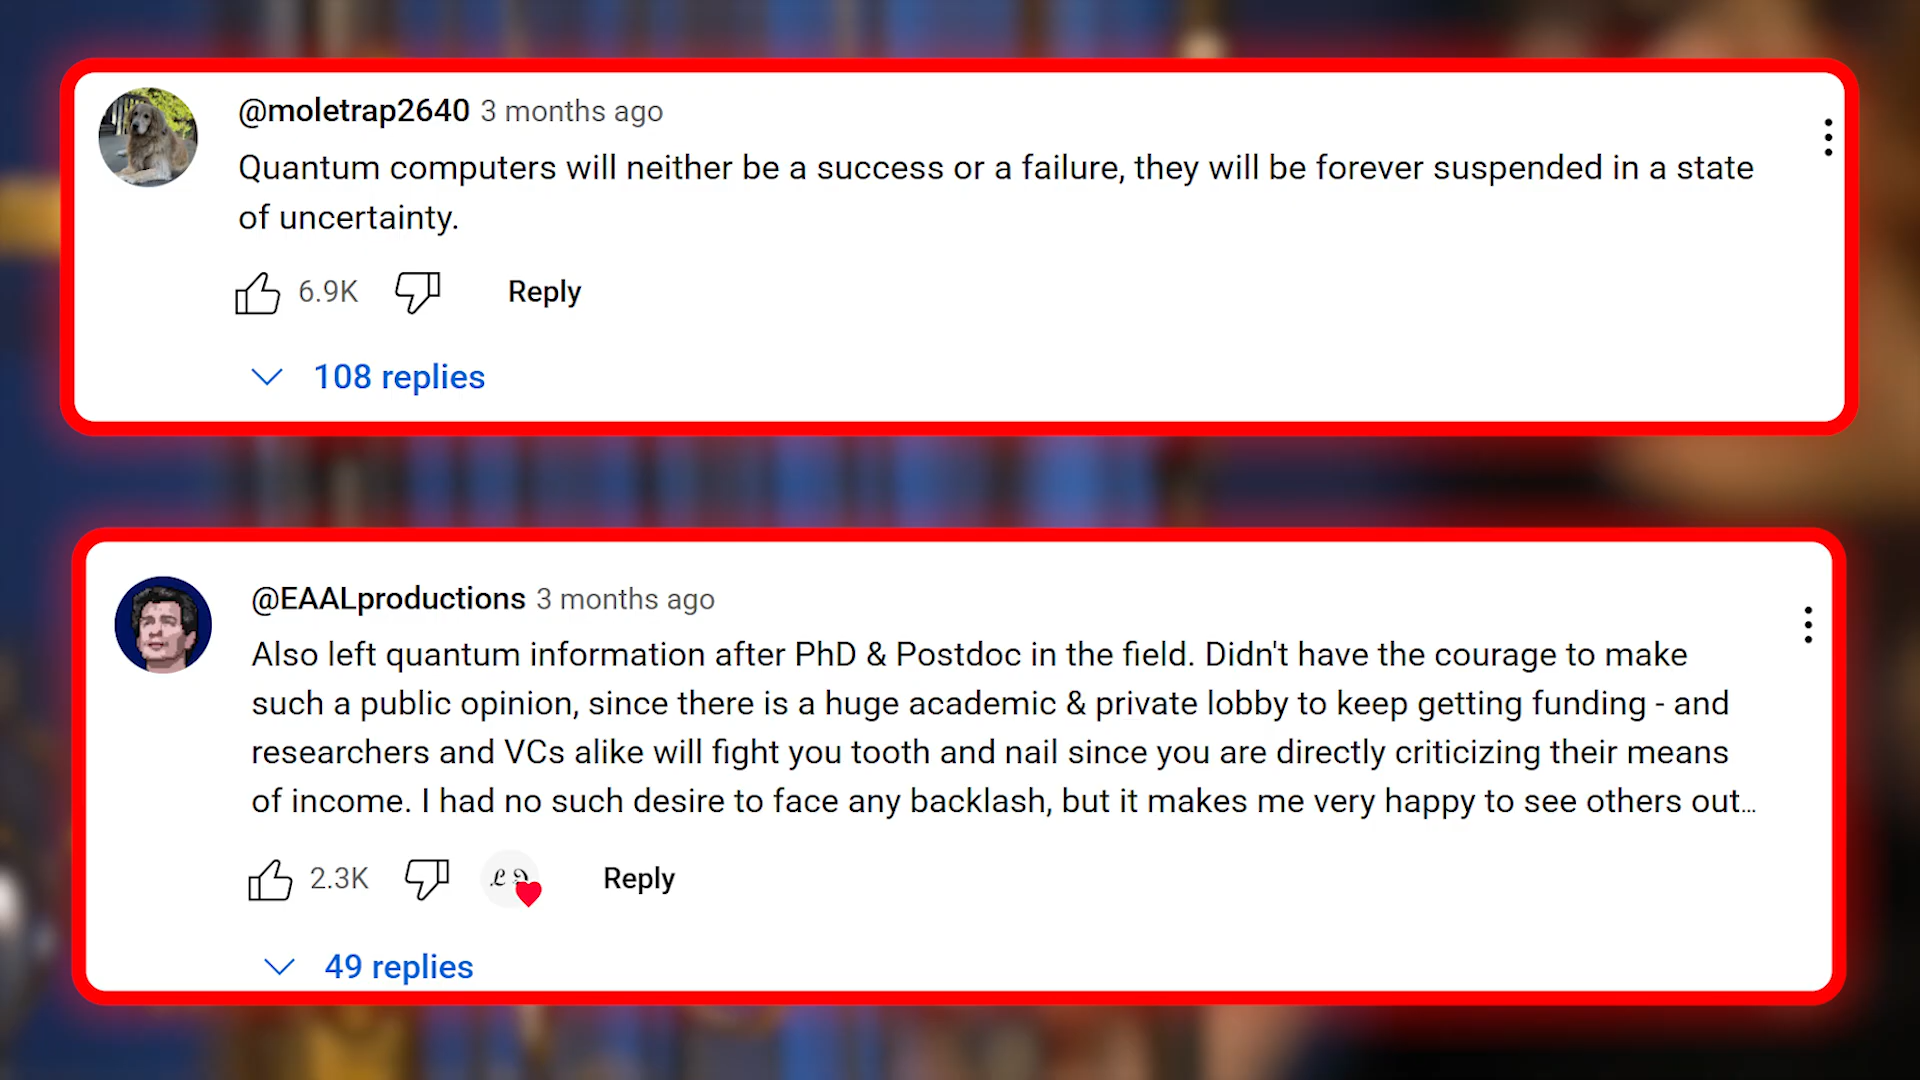 @moletrap2640 3 months ago
Quantum computers will neither be a success or a failure, they will be forever suspended in a state
of uncertainty.
6.9K Reply
108 replies
@EAALproductions 3 months ago
Also left quantum information after PhD & Postdoc in the field. Didn't have the courage to make
such a public opinion, since there is a huge academic & private lobby to keep getting funding - and
researchers and VCs alike will fight you tooth and nail since you are directly criticizing their means
of income. I had no such desire to face any backlash, but it makes me very happy to see others out...
2.3K Reply
49 replies